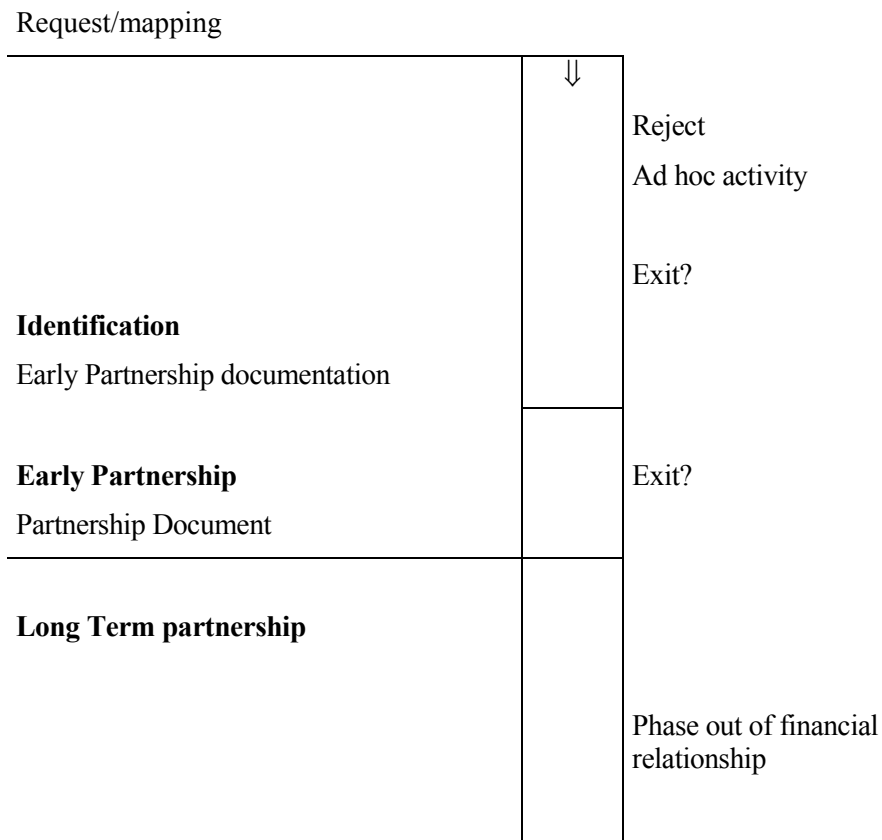 Request/mapping
⇓
Reject
Ad hoc activity
Exit?
Identification
Early Partnership documentation
Early Partnership
Exit?
Partnership Document
Long Term partnership
Phase out of financial
relationship